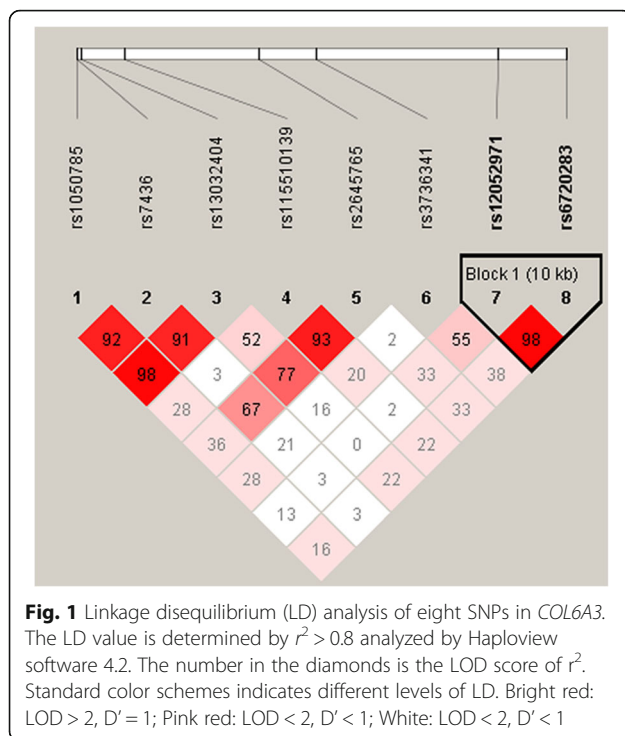 rs1050785
rs7436
rs13032404
rs115510139
rs2645765
rs3736341
rs12052971
rs6720283
Block 1 (10 kb)
1 2 3 4 5 6 7 8
92 91 52 93 2 55 98
98 3 77 20 33 38
28 67 16 2 33
36 21 0 22
28 3 22
13 3
16
Fig. 1 Linkage disequilibrium (LD) analysis of eight SNPs in COL6A3.
The LD value is determined by r² > 0.8 analyzed by Haploview
software 4.2. The number in the diamonds is the LOD score of r².
Standard color schemes indicates different levels of LD. Bright red:
LOD > 2, D' = 1; Pink red: LOD < 2, D' < 1; White: LOD < 2, D' < 1